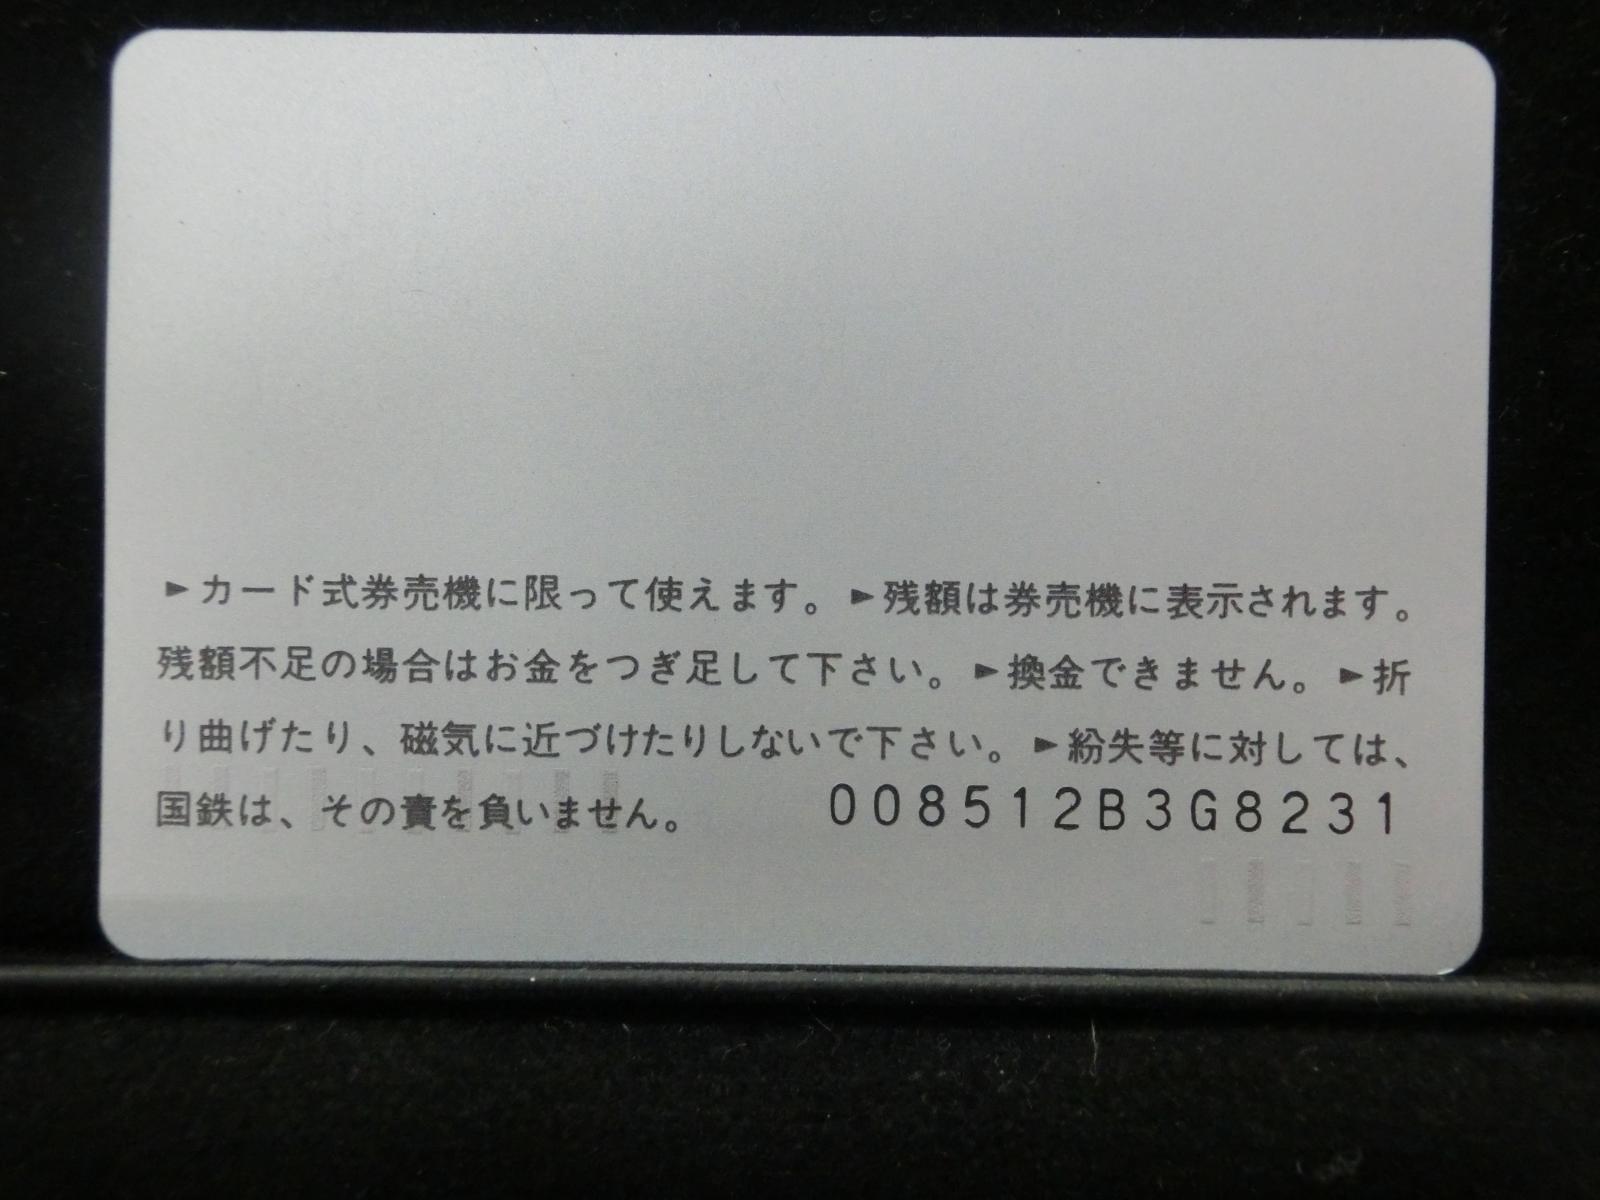 ►カード式券売機に限って使えます。►残額は券売機に表示されます。
残額不足の場合はお金をつぎ足して下さい。►換金できません。►折
り曲げたり、磁気に近づけたりしないで下さい。►紛失等に対しては、
国鉄は、その責を負いません。 008512B3G8231